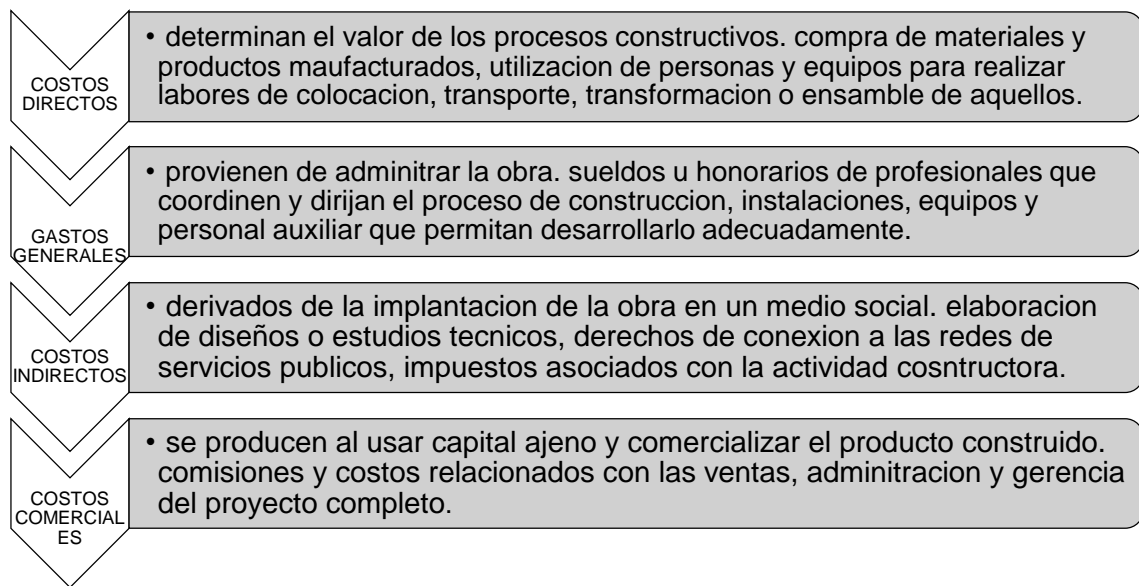 COSTOS
DIRECTOS
• determinan el valor de los procesos constructivos. compra de materiales y
productos maufacturados, utilizacion de personas y equipos para realizar
labores de colocacion, transporte, transformacion o ensamble de aquellos.
GASTOS
GENERALES
• provienen de adminitrar la obra. sueldos u honorarios de profesionales que
coordinen y dirijan el proceso de construccion, instalaciones, equipos y
personal auxiliar que permitan desarrollarlo adecuadamente.
COSTOS
INDIRECTOS
• derivados de la implantacion de la obra en un medio social. elaboracion
de diseños o estudios tecnicos, derechos de conexion a las redes de
servicios publicos, impuestos asociados con la actividad cosntructora.
COSTOS
COMERCIAL
ES
• se producen al usar capital ajeno y comercializar el producto construido.
comisiones y costos relacionados con las ventas, adminitracion y gerencia
del proyecto completo.